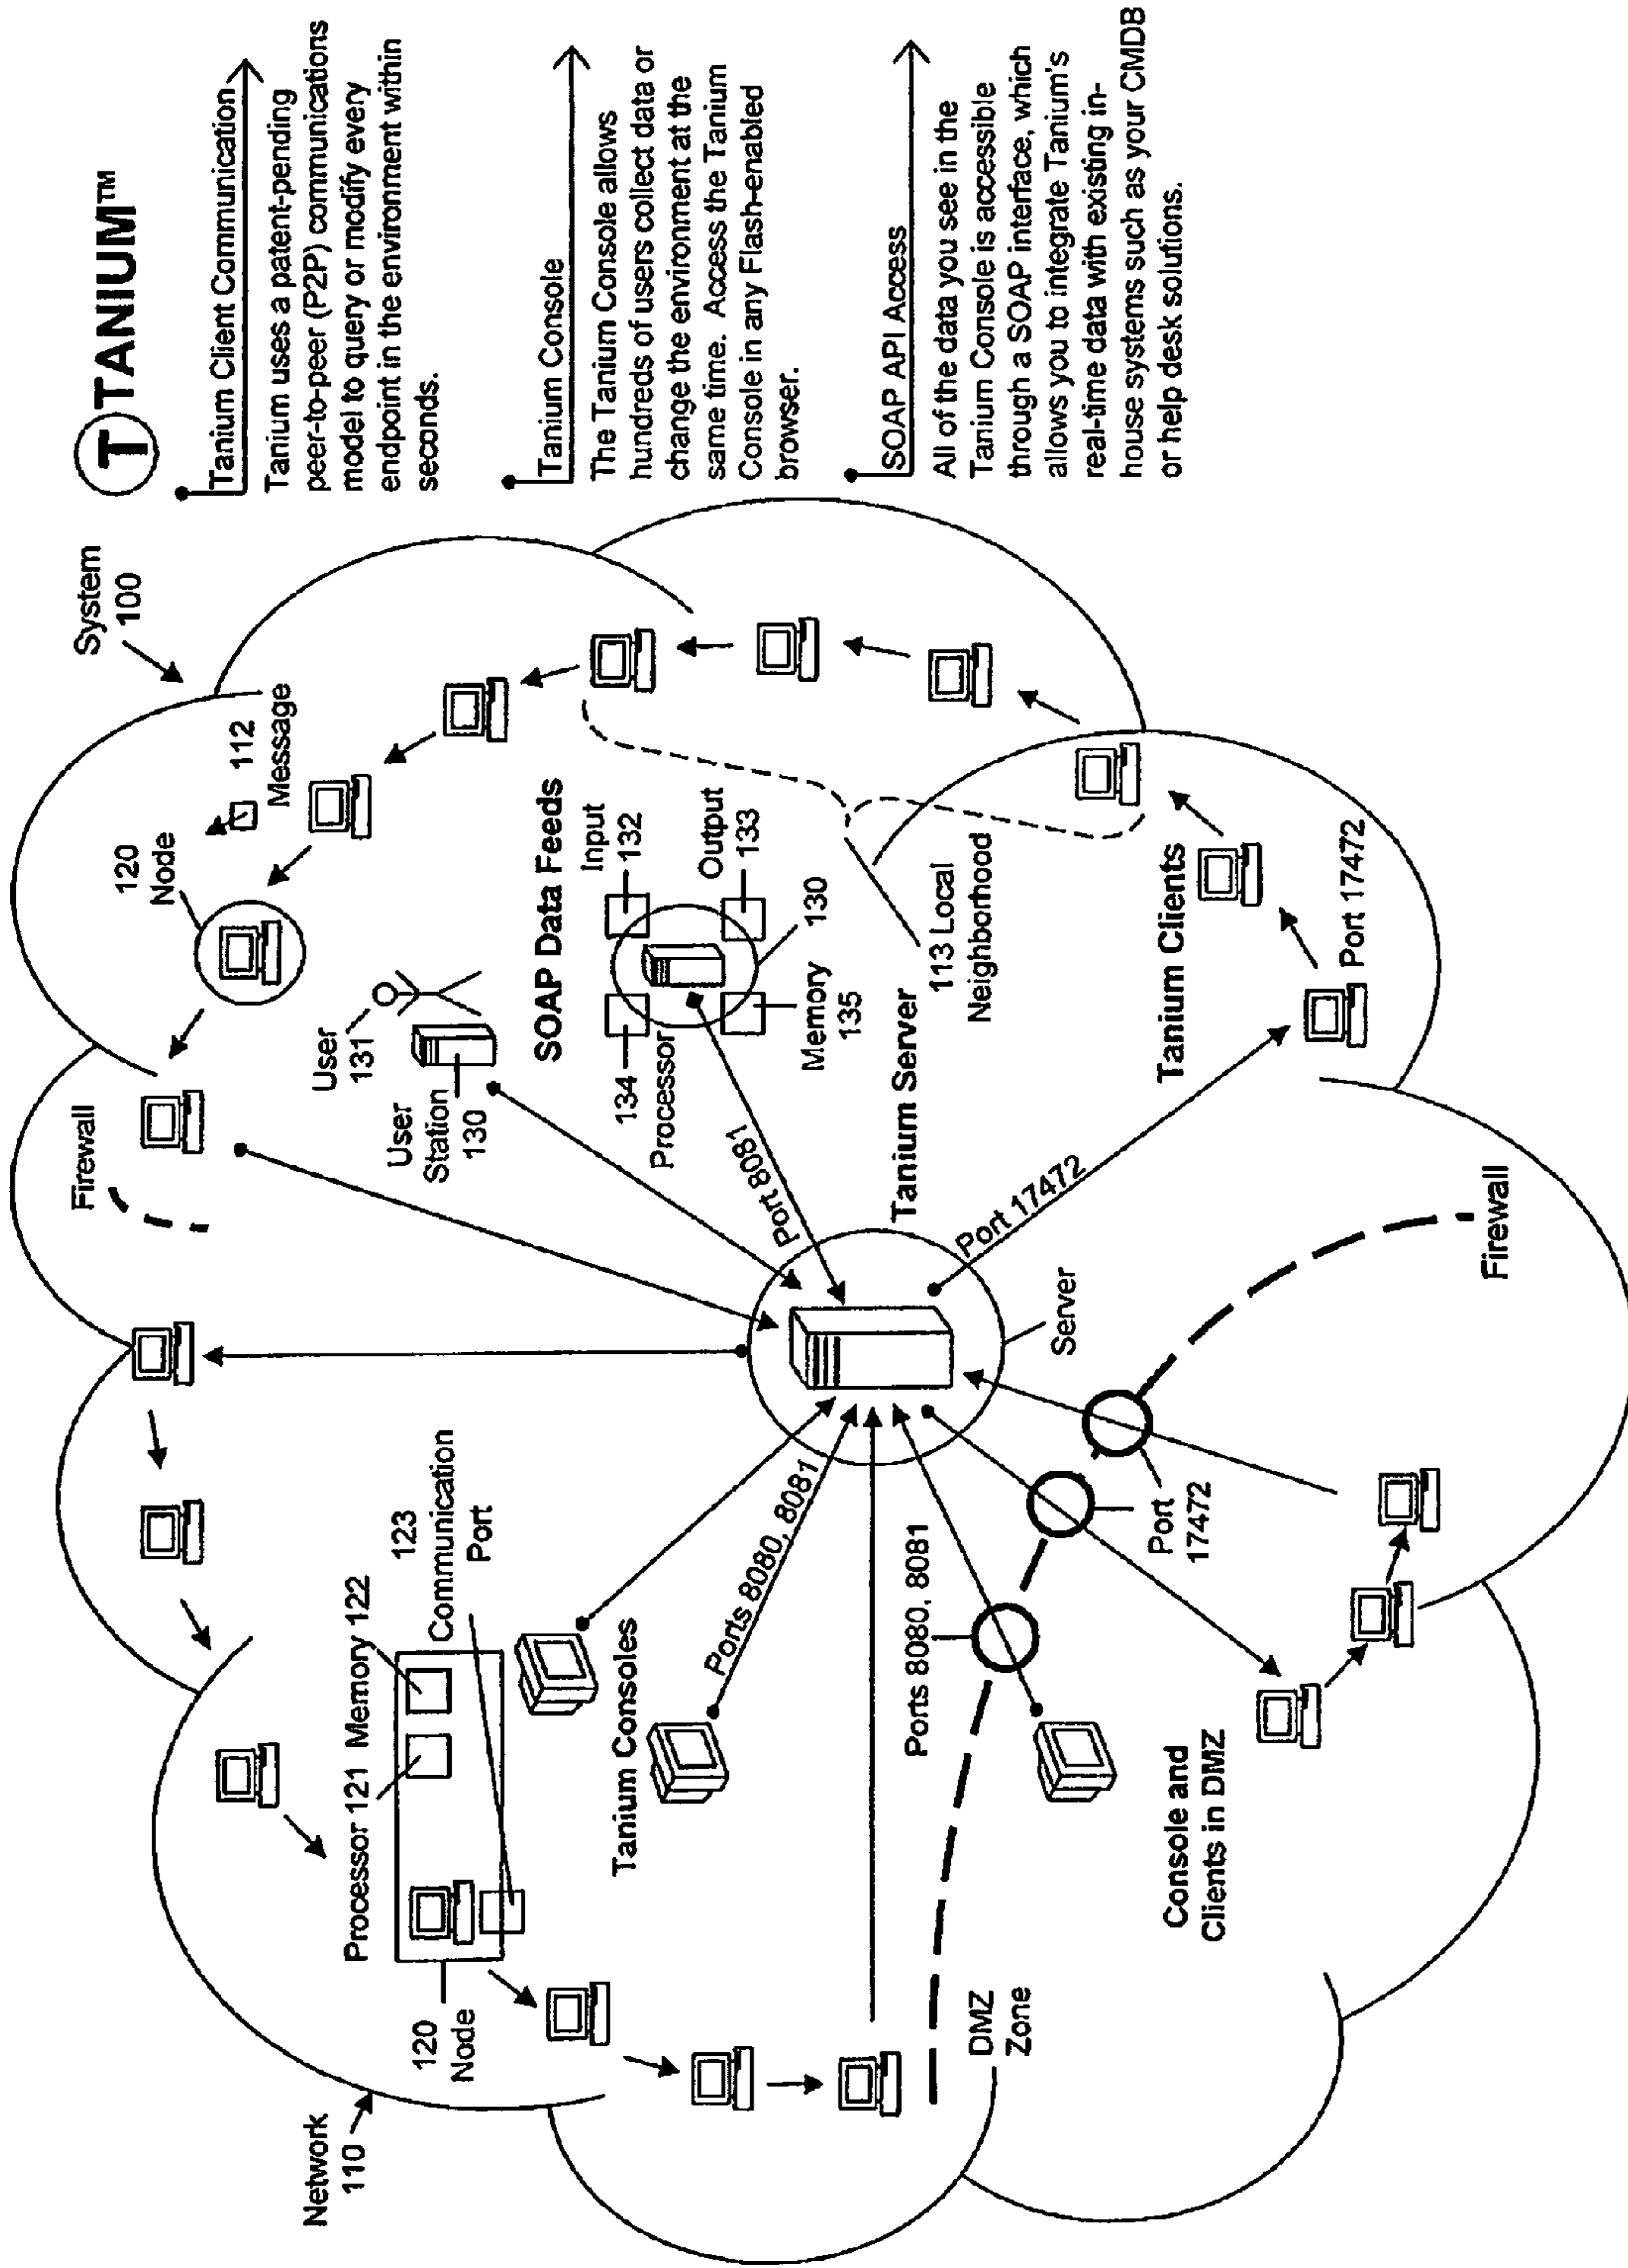 T TANIUM™
Tanium Client Communication
Tanium uses a patent-pending
peer-to-peer (P2P) communications
model to query or modify every
endpoint in the environment within
seconds.
Tanium Console
The Tanium Console allows
hundreds of users collect data or
change the environment at the
same time. Access the Tanium
Console in any Flash-enabled
browser.
SOAP API Access
All of the data you see in the
Tanium Console is accessible
through a SOAP interface, which
allows you to integrate Tanium's
real-time data with existing in-
house systems such as your CMDB
or help desk solutions.
System
100
Network
110
Firewall
120
Node
112
Message
User
131
User
Station
130
SOAP Data Feeds
Input
132
Output
133
134
Processor
Memory
135
130
Port 8081
113 Local
Neighborhood
Tanium Server
Port 17472
Tanium Clients
Port 17472
Server
Processor 121 Memory 122
123
Communication
Port
120
Node
Tanium Consoles
Ports 8080, 8081
Ports 8080, 8081
Port
17472
Firewall
DMZ
Zone
Console and
Clients in DMZ